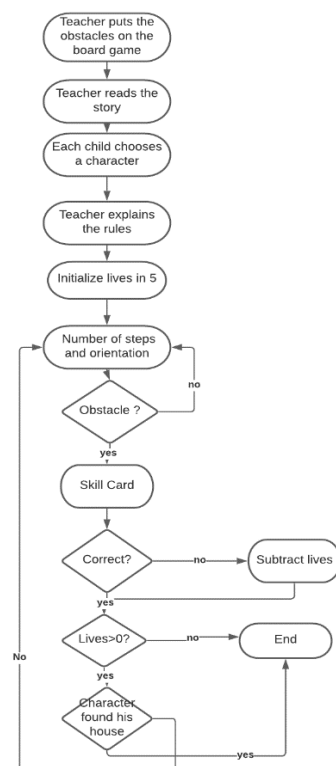 Teacher puts the
obstacles on the
board game
Teacher reads the
story
Each child chooses
a character
Teacher explains
the rules
Initialize lives in 5
Number of steps
and orientation
no
Obstacle ?
yes
Skill Card
Correct?
no
Subtract lives
yes
Lives>0?
no
End
yes
No
Character
found his
house
yes